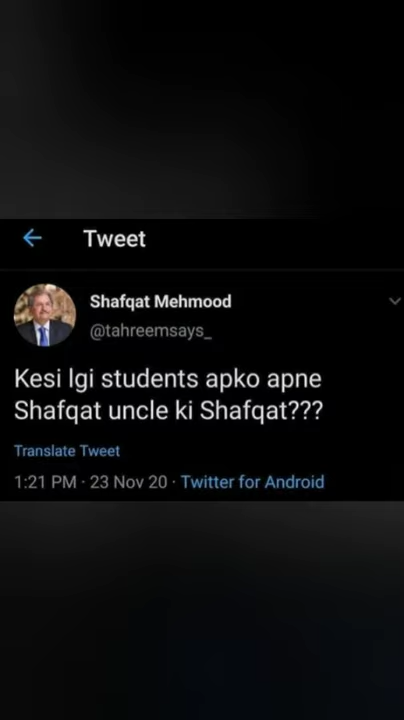 Tweet
Shafqat Mehmood
@tahreemsays_
Kesi lgi students apko apne
Shafqat uncle ki Shafqat???
Translate Tweet
1:21 PM · 23 Nov 20 · Twitter for Android